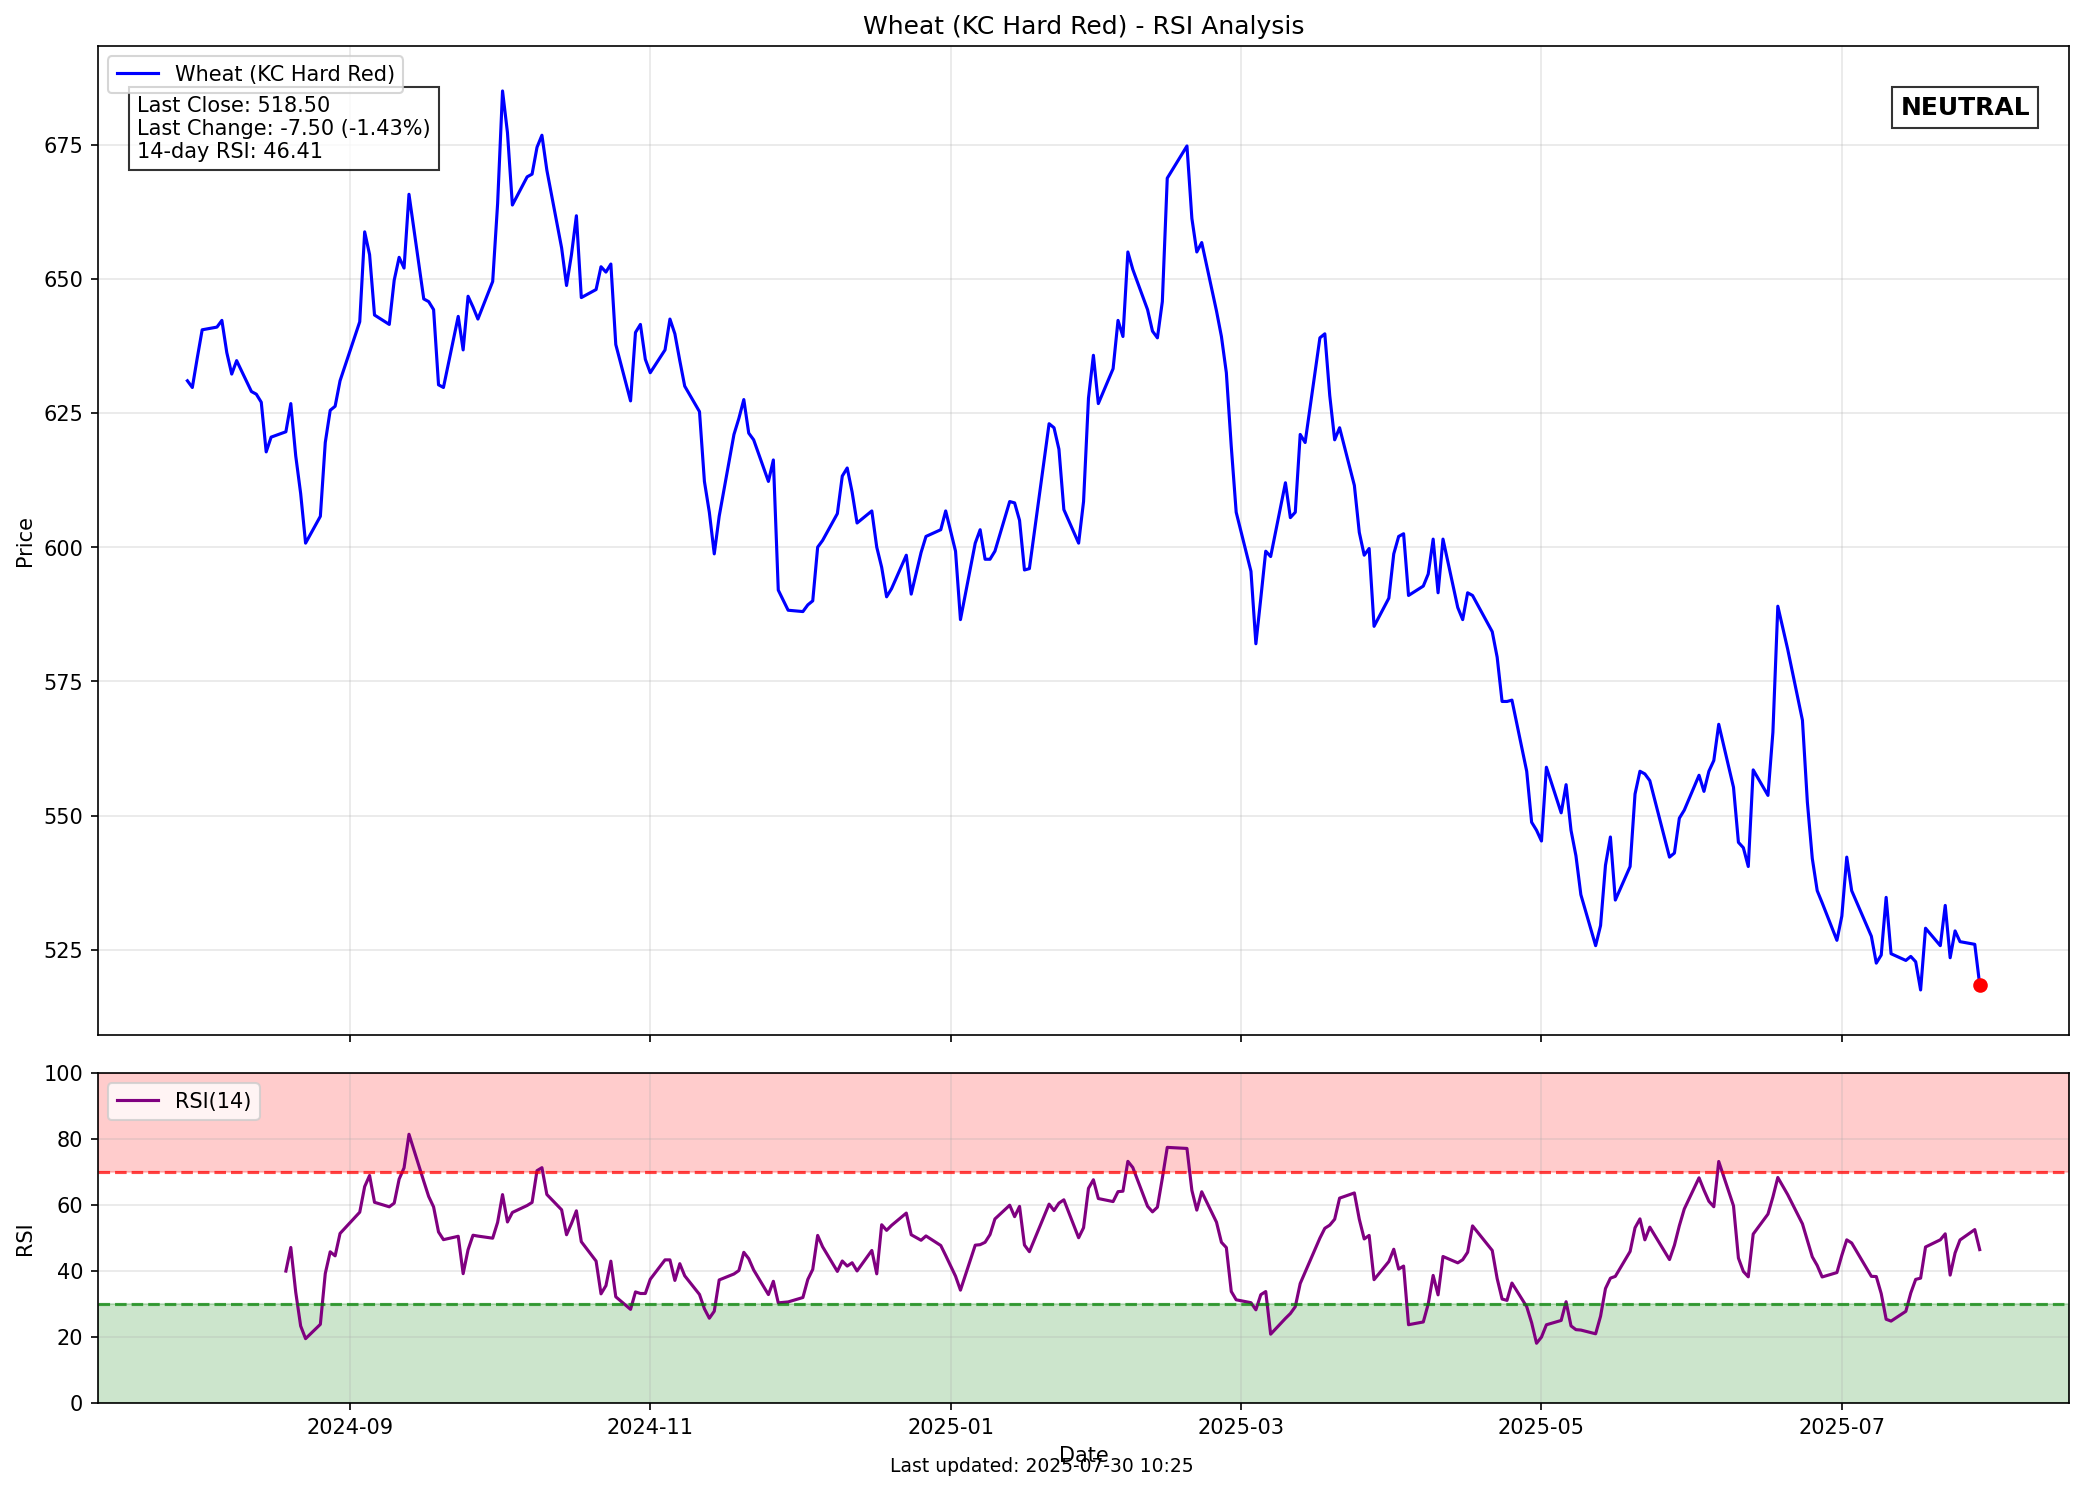 Wheat (KC Hard Red) - RSI Analysis
Wheat (KC Hard Red)
Last Close: 518.50
Last Change: -7.50 (-1.43%)
14-day RSI: 46.41
NEUTRAL
Price
675
650
625
600
575
550
525
RSI(14)
RSI
100
80
60
40
20
0
2024-09
2024-11
2025-01
2025-03
2025-05
2025-07
Date
Last updated: 2025-07-30 10:25